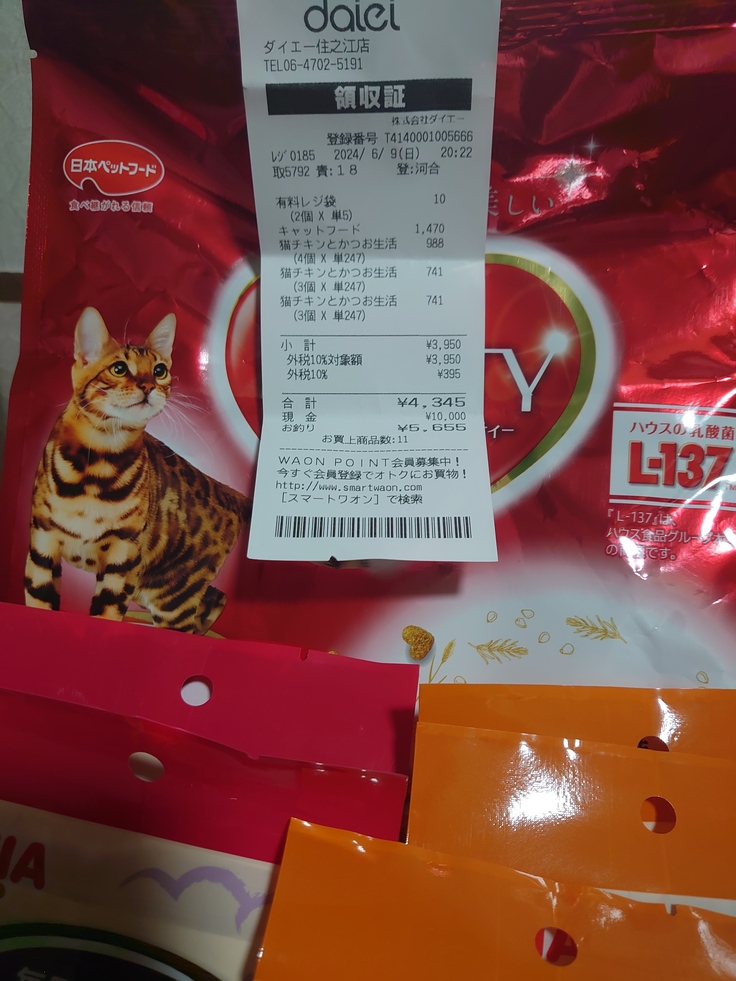 daiei
ダイエー住之江店
TEL06-4702-5191
領収証
株式会社ダイエー
登録番号 T4140001005666
ﾚｼﾞ0185 2024/ 6/ 9(日) 20:22
取5792 責:18 登:河合
有料レジ袋 10
(2個 X 単5)
キャットフード 1,470
猫チキンとかつお生活 988
(4個 X 単247)
猫チキンとかつお生活 741
(3個 X 単247)
猫チキンとかつお生活 741
(3個 X 単247)
小 計 ¥3,950
外税10%対象額 ¥3,950
外税10% ¥395
合 計 ¥4,345
現 金 ¥10,000
お釣り ¥5,655
お買上商品数:11
WAON POINT会員募集中!
今すぐ会員登録でオトクにお買物!
http://www.smartwaon.com
[スマートワオン]で検索
日本ペットフード
食べ継がれる信頼
美しい
TY
ィー
ハウスの乳酸菌
L-137
『L-137』は、
ハウス食品グループ本
の です。